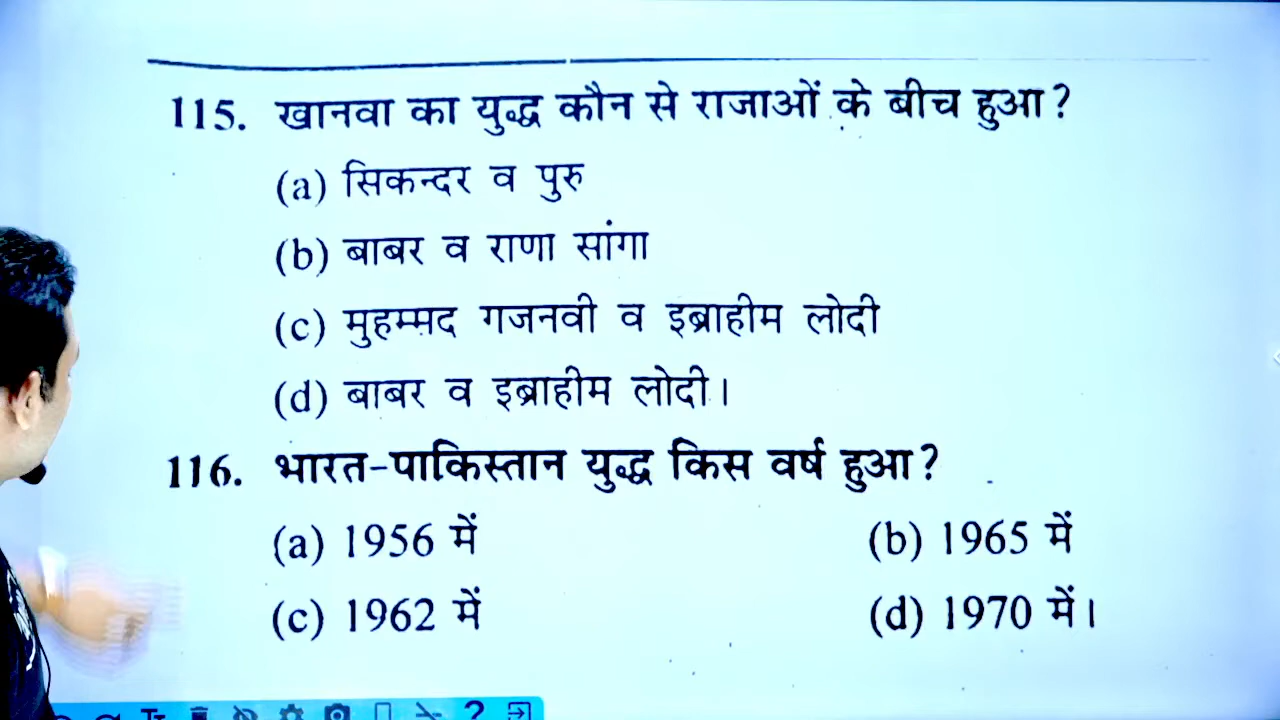 115. खानवा का युद्ध कौन से राजाओं के बीच हुआ?
(a) सिकन्दर व पुरु
(b) बाबर व राणा सांगा
(c) मुहम्मद गजनवी व इब्राहीम लोदी
(d) बाबर व इब्राहीम लोदी।
116. भारत-पाकिस्तान युद्ध किस वर्ष हुआ?
(a) 1956 में (b) 1965 में
(c) 1962 में (d) 1970 में।